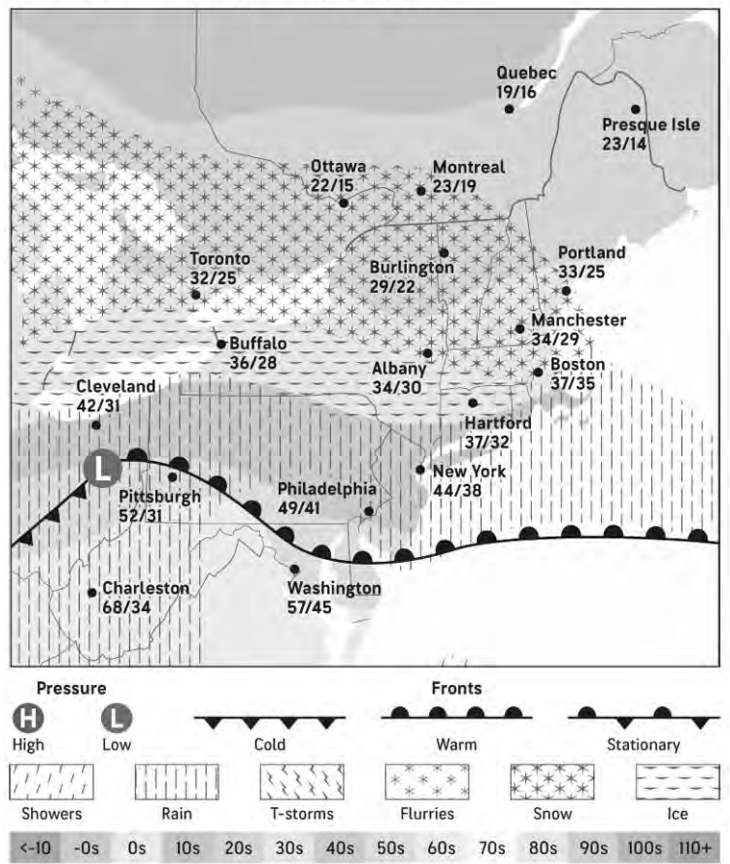 Quebec
19/16
Presque Isle
23/14
Ottawa
22/15
Montreal
23/19
Toronto
32/25
Burlington
29/22
Portland
33/25
Manchester
34/29
Buffalo
36/28
Albany
34/30
Boston
37/35
Cleveland
42/31
Hartford
37/32
L
New York
44/38
Pittsburgh
52/31
Philadelphia
49/41
Charleston
68/34
Washington
57/45
Pressure
Fronts
H
L
High
Low
Cold
Warm
Stationary
Showers
Rain
T-storms
Flurries
Snow
Ice
<-10 -0s 0s 10s 20s 30s 40s 50s 60s 70s 80s 90s 100s 110+